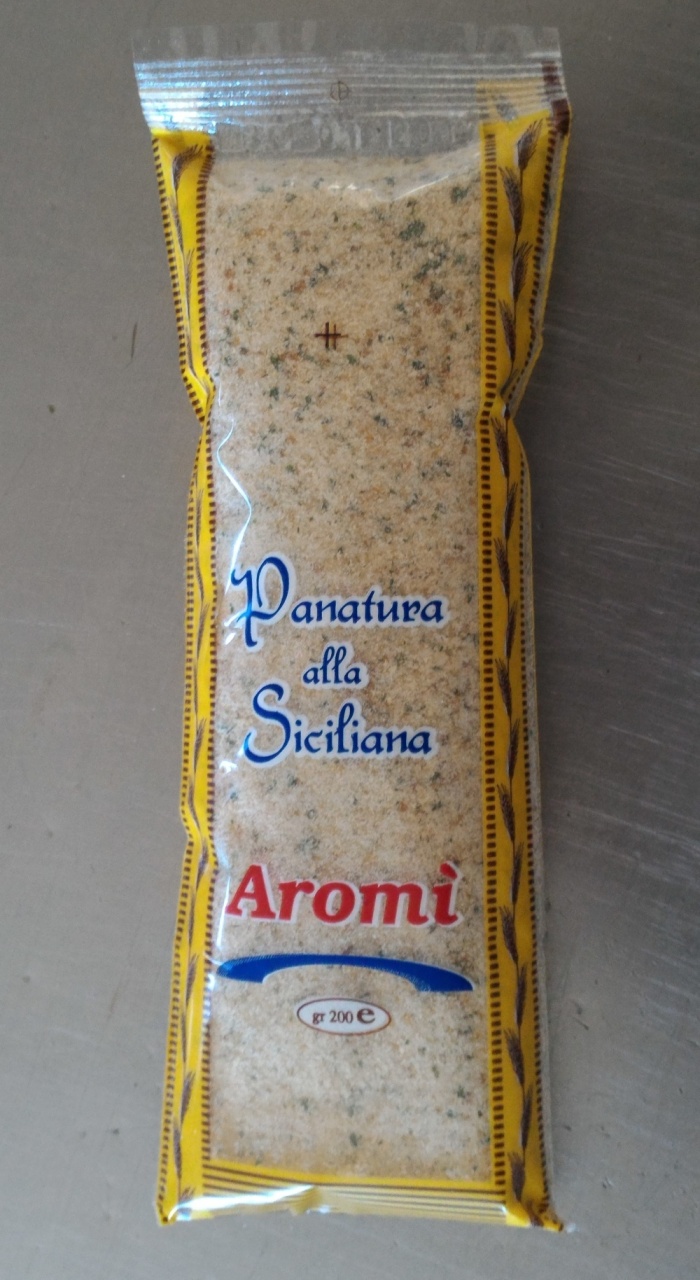 Panatura
alla
Siciliana
Aromì
gr 200 e